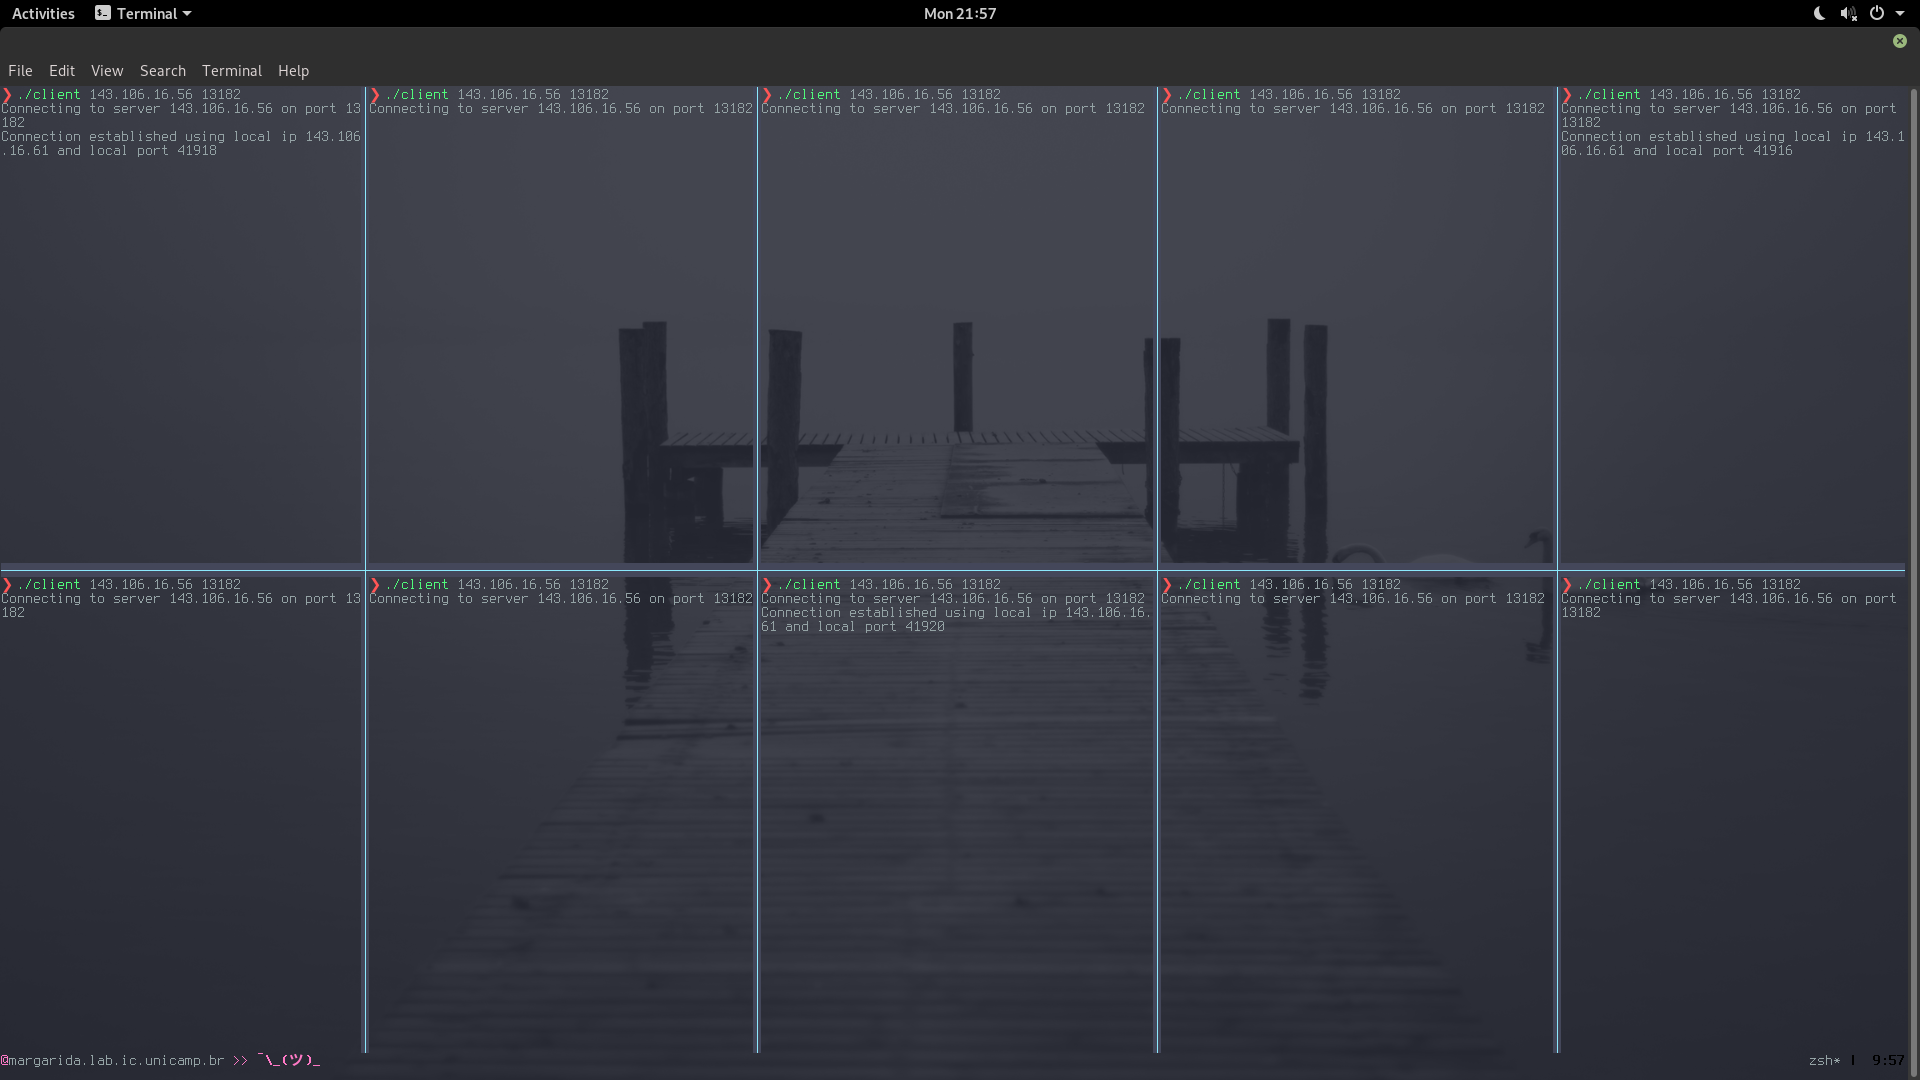 Activities Terminal Mon 21:57
File Edit View Search Terminal Help
❯ ./client 143.106.16.56 13182
Connecting to server 143.106.16.56 on port 13
182
Connection established using local ip 143.106
.16.61 and local port 41918
❯ ./client 143.106.16.56 13182
Connecting to server 143.106.16.56 on port 13182
❯ ./client 143.106.16.56 13182
Connecting to server 143.106.16.56 on port 13182
❯ ./client 143.106.16.56 13182
Connecting to server 143.106.16.56 on port 13182
❯ ./client 143.106.16.56 13182
Connecting to server 143.106.16.56 on port
13182
Connection established using local ip 143.1
06.16.61 and local port 41916
❯ ./client 143.106.16.56 13182
Connecting to server 143.106.16.56 on port 13
182
❯ ./client 143.106.16.56 13182
Connecting to server 143.106.16.56 on port 13182
❯ ./client 143.106.16.56 13182
Connecting to server 143.106.16.56 on port 13182
Connection established using local ip 143.106.16.
61 and local port 41920
❯ ./client 143.106.16.56 13182
Connecting to server 143.106.16.56 on port 13182
❯ ./client 143.106.16.56 13182
Connecting to server 143.106.16.56 on port
13182
@margarida.lab.ic.unicamp.br >> ¯\_(ツ)_ zsh* | 9:57